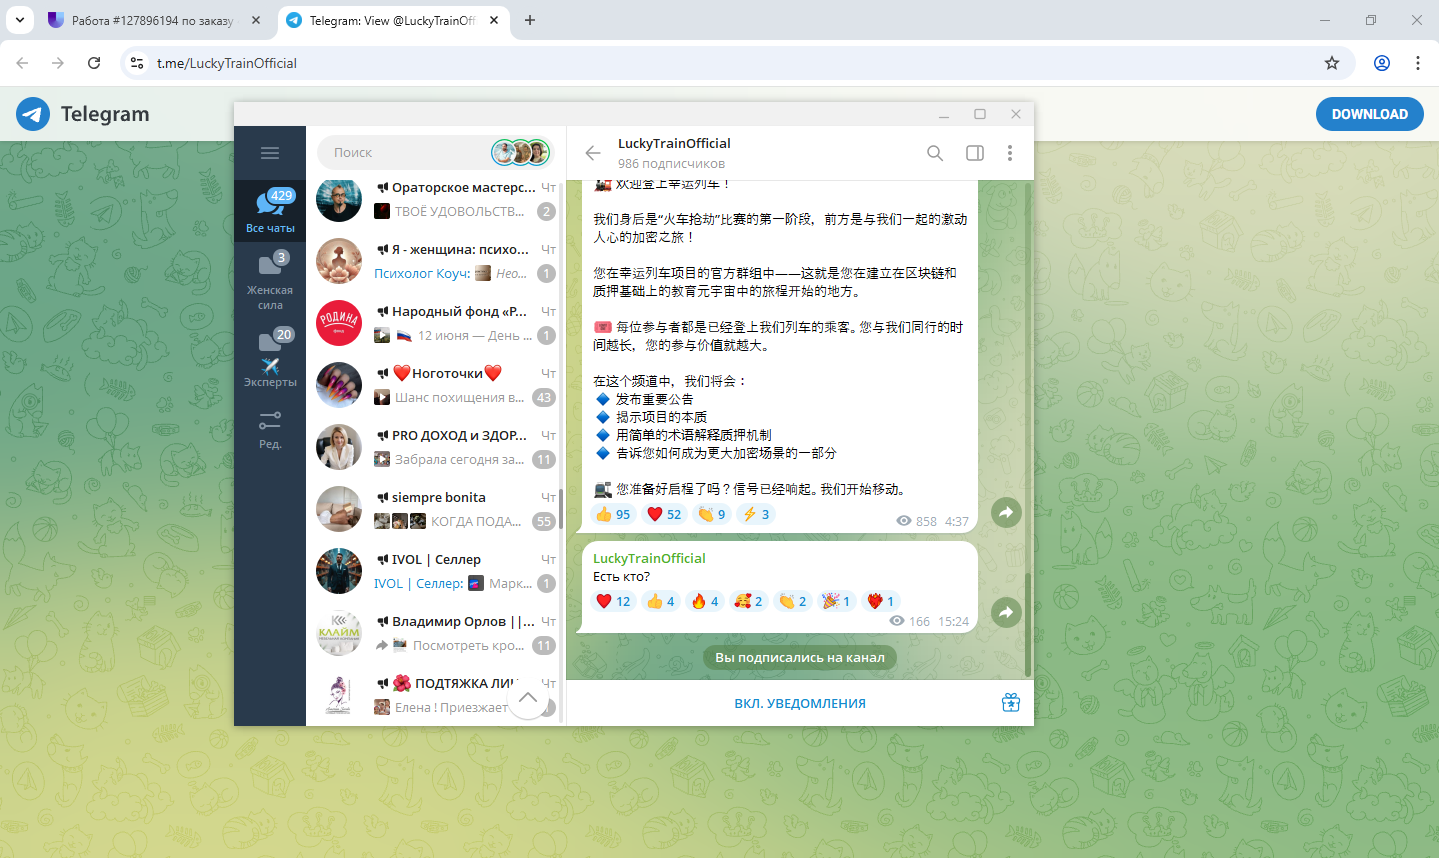 Работа #127896194 по заказу
Telegram: View @LuckyTrainOff
t.me/LuckyTrainOfficial
Telegram
DOWNLOAD
429
Все чаты
3
Женская
сила
20
Эксперты
Ред.
Поиск
Ораторское мастерс... Чт
ТВОЁ УДОВОЛЬСТВ... 2
Я - женщина: психо... Чт
Психолог Коуч: Нео... 1
РОДИНА
фонд
Народный фонд «Р... Чт
12 июня — День ... 1
Ноготочки Чт
Шанс похищения в... 43
PRO ДОХОД и ЗДОР... Чт
Забрала сегодня за... 11
siempre bonita Чт
КОГДА ПОДА... 55
IVOL | Селлер Чт
IVOL | Селлер: Марк... 1
КЛАЙМ
Владимир Орлов ||... Чт
Посмотреть кро... 11
ПОДТЯЖКА ЛИ Чт
Елена ! Приезжает
LuckyTrainOfficial
986 подписчиков
🚂 欢迎登上幸运列车！
我们身后是“火车抢劫”比赛的第一阶段，前方是与我们一起的激动
人心的加密之旅！
您在幸运列车项目的官方群组中——这就是您在建立在区块链和
质押基础上的教育元宇宙中的旅程开始的地方。
🎟️ 每位参与者都是已经登上我们列车的乘客。您与我们同行的时
间越长，您的参与价值就越大。
在这个频道中，我们将会：
🔷 发布重要公告
🔷 揭示项目的本质
🔷 用简单的术语解释质押机制
🔷 告诉您如何成为更大加密场景的一部分
您准备好启程了吗？信号已经响起。我们开始移动。
👍 95 ❤️ 52 👏 9 ⚡ 3 858 4:37
LuckyTrainOfficial
Есть кто?
❤️ 12 👍 4 🔥 4 🥰 2 👏 2 🎉 1 ❤️‍🔥 1
166 15:24
Вы подписались на канал
ВКЛ. УВЕДОМЛЕНИЯ